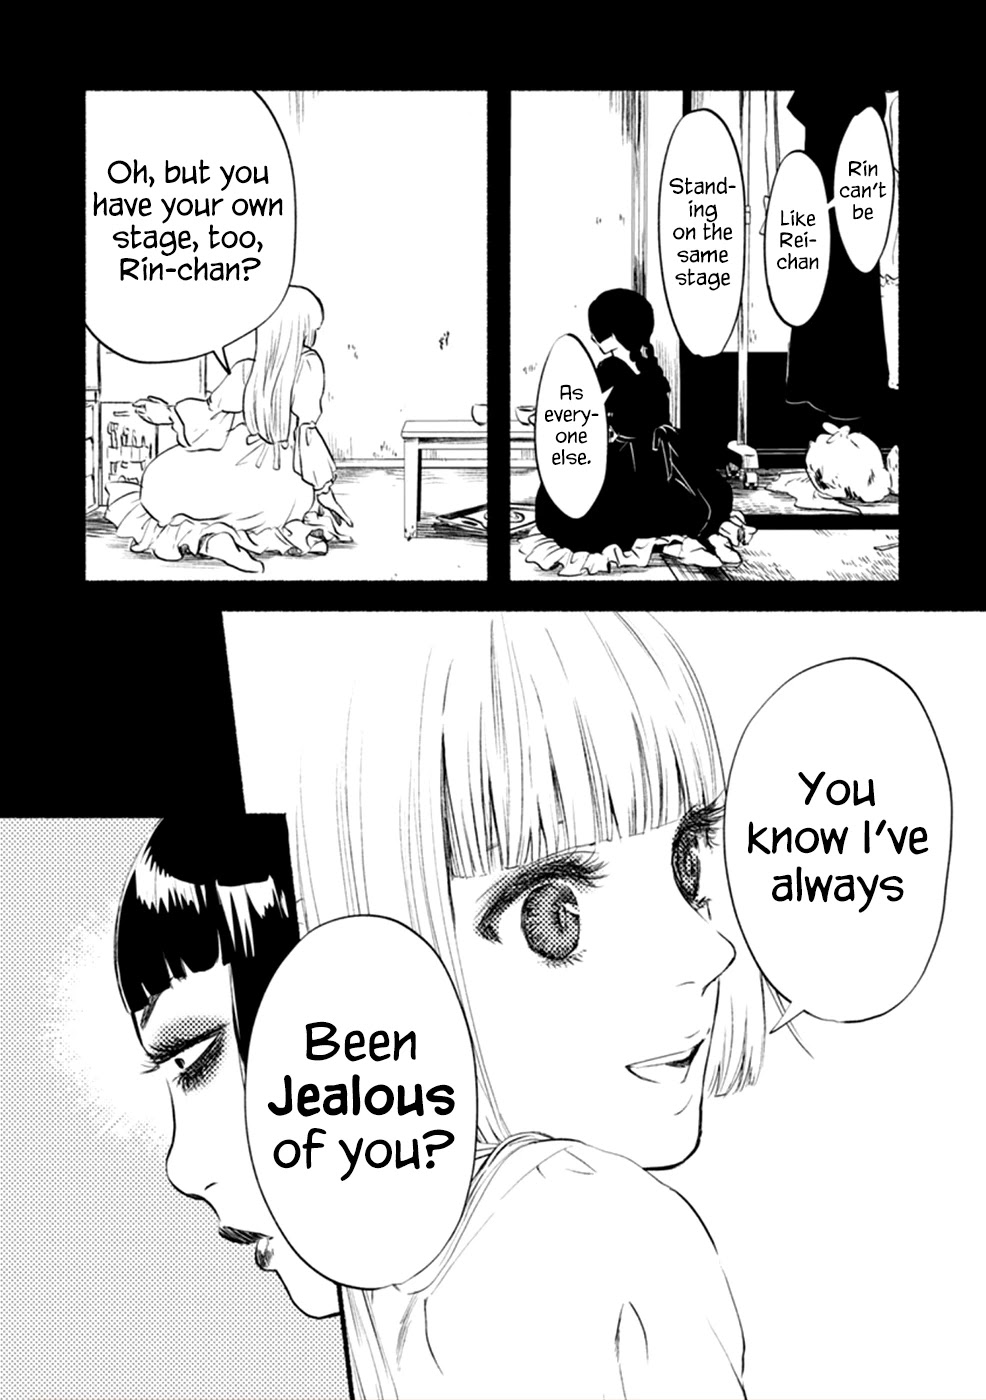 Rin
can't
be
Like
Rei-
chan
Stand-
ing
on the
same
stage
As
every-
one
else.
Oh, but you
have your own
stage, too,
Rin-chan?
You
know I've
always
Been
Jealous
of you?